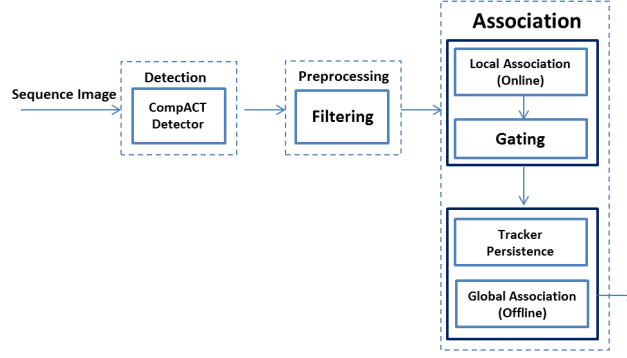 Association
Detection
Preprocessing
Sequence Image
CompACT
Detector
Filtering
Local Association
(Online)
Gating
Tracker
Persistence
Global Association
(Offline)